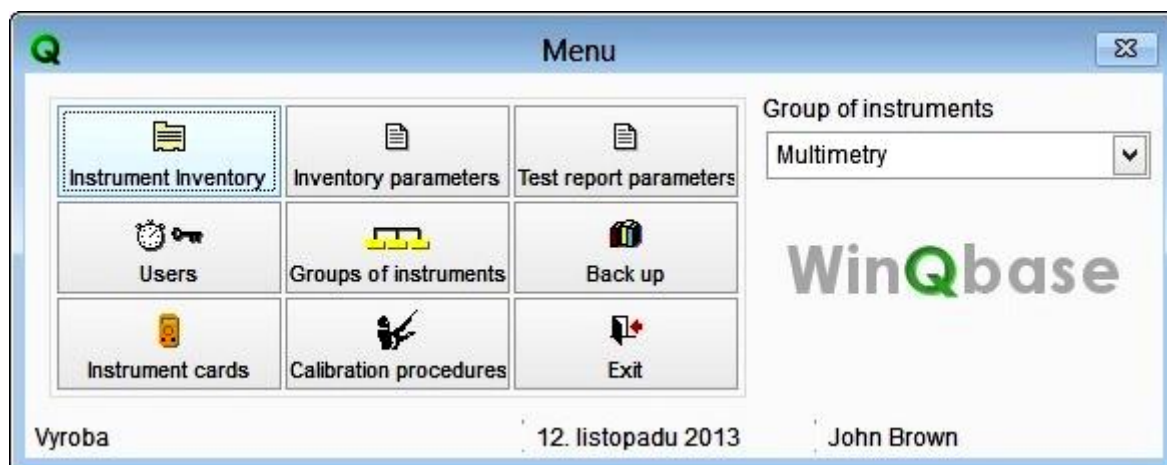 Menu
Instrument Inventory
Inventory parameters
Test report parameters
Users
Groups of instruments
Back up
Instrument cards
Calibration procedures
Exit
Group of instruments
Multimetry
WinQbase
Vyroba
12. listopadu 2013
John Brown